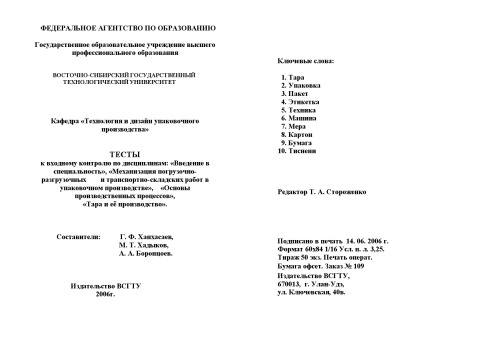 ФЕДЕРАЛЬНОЕ АГЕНТСТВО ПО ОБРАЗОВАНИЮ
Государственное образовательное учреждение высшего
профессионального образования
ВОСТОЧНО-СИБИРСКИЙ ГОСУДАРСТВЕННЫЙ
ТЕХНОЛОГИЧЕСКИЙ УНИВЕРСИТЕТ
Кафедра «Технология и дизайн упаковочного
производства»
ТЕСТЫ
к входному контролю по дисциплинам: «Введение в
специальность», «Механизация погрузочно-
разгрузочных и транспортно-складских работ в
упаковочном производстве», «Основы
производственных процессов»,
«Тара и её производство».
Составители: Г. Ф. Ханхасаев,
М. Т. Хадыков,
А. А. Боронцоев.
Издательство ВСГТУ
2006г.
Ключевые слова:
1. Тара
2. Упаковка
3. Пакет
4. Этикетка
5. Техника
6. Машина
7. Мера
8. Картон
9. Бумага
10. Тиснени
Редактор Т. А. Стороженко
Подписано в печать 14. 06. 2006 г.
Формат 60х84 1/16 Усл. п. л. 3,25.
Тираж 50 экз. Печать операт.
Бумага офсет. Заказ № 109
Издательство ВСГТУ,
670013, г. Улан-Удэ,
ул. Ключевская, 40в.